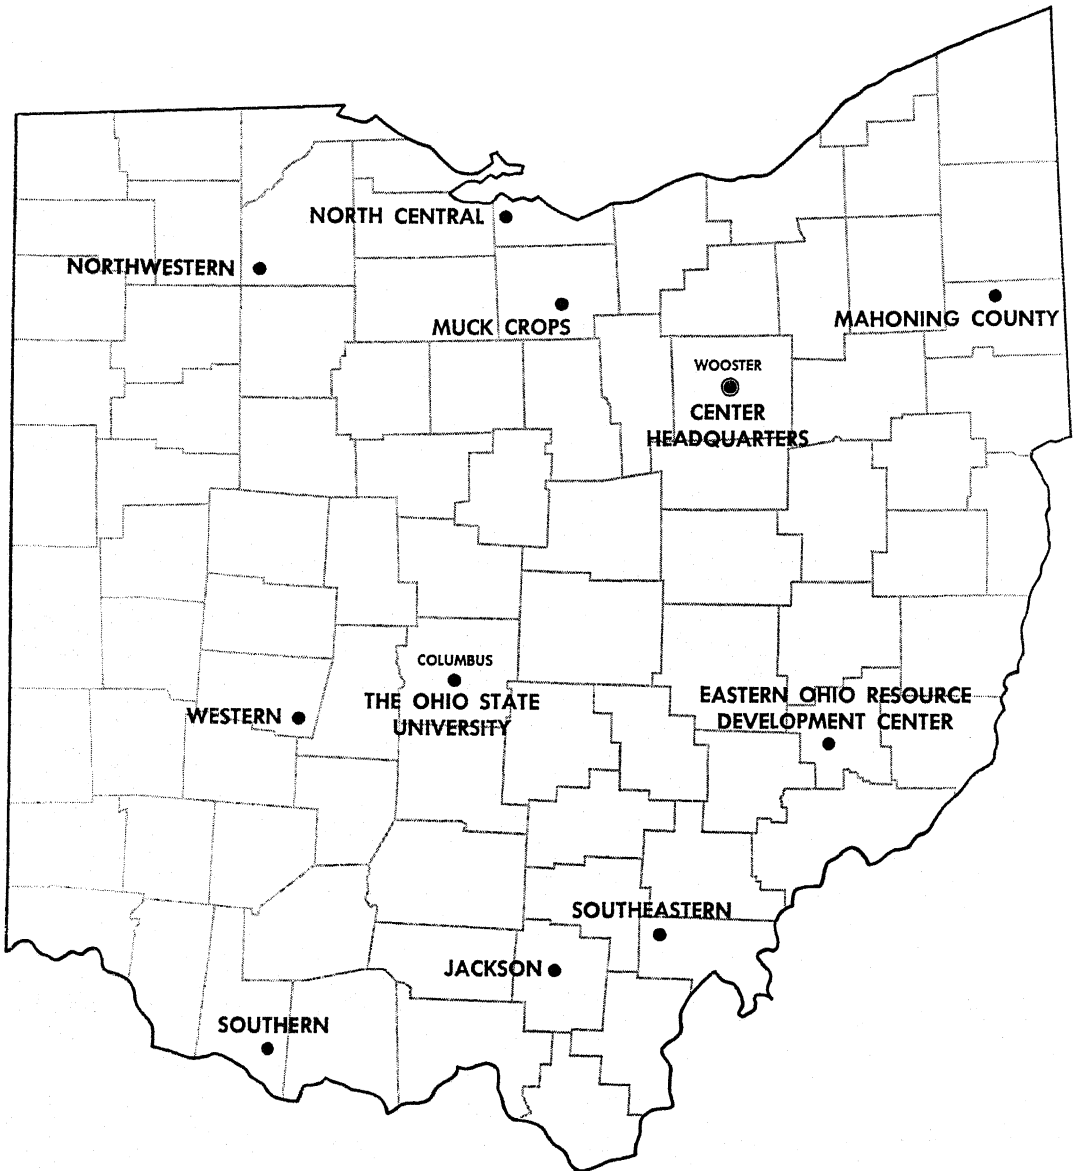 NORTH CENTRAL
NORTHWESTERN
MUCK CROPS
MAHONING COUNTY
WOOSTER
CENTER
HEADQUARTERS
COLUMBUS
THE OHIO STATE
UNIVERSITY
WESTERN
EASTERN OHIO RESOURCE
DEVELOPMENT CENTER
SOUTHEASTERN
JACKSON
SOUTHERN